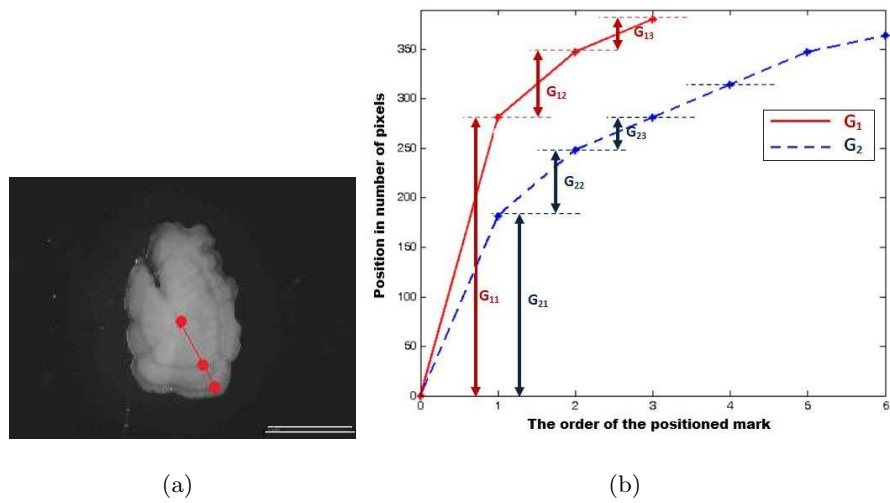 350
300
250
200
150
100
50
0
0 1 2 3 4 5 6
Position in number of pixels
The order of the positioned mark
G11
G12
G13
G21
G22
G23
G1
G2
(a)
(b)